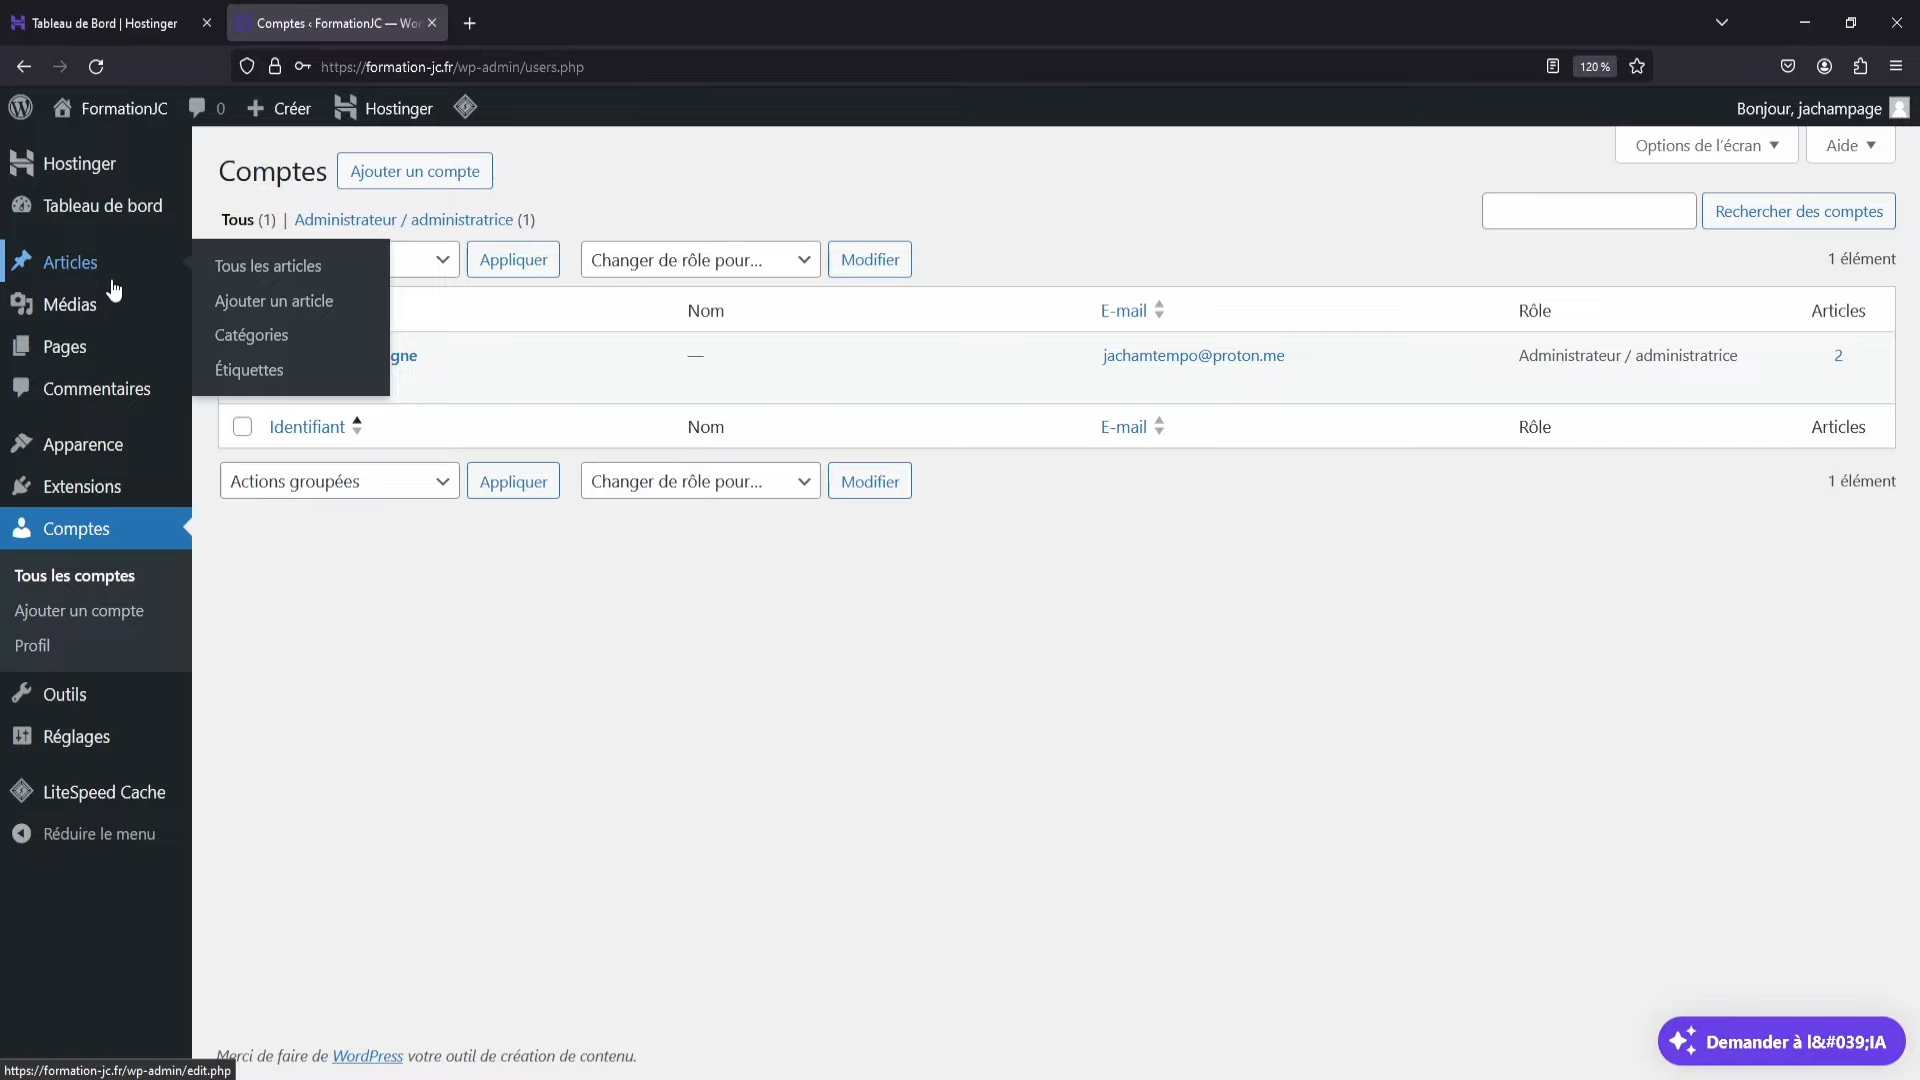 Tableau de Bord | Hostinger
Comptes ‹ FormationJC — Wor
https://formation-jc.fr/wp-admin/users.php
120 %
FormationJC
0
Créer
Hostinger
Bonjour, jachampage
Hostinger
Tableau de bord
Articles
Médias
Pages
Commentaires
Apparence
Extensions
Comptes
Tous les comptes
Ajouter un compte
Profil
Outils
Réglages
LiteSpeed Cache
Réduire le menu
Tous les articles
Ajouter un article
Catégories
Étiquettes
Options de l'écran
Aide
Comptes
Ajouter un compte
Tous (1) | Administrateur / administratrice (1)
Rechercher des comptes
Appliquer
Changer de rôle pour...
Modifier
1 élément
Nom
E-mail
Rôle
Articles
gne
—
jachamtempo@proton.me
Administrateur / administratrice
2
Identifiant
Nom
E-mail
Rôle
Articles
Actions groupées
Appliquer
Changer de rôle pour...
Modifier
1 élément
Merci de faire de WordPress votre outil de création de contenu.
Demander à l&#039;IA
https://formation-jc.fr/wp-admin/edit.php